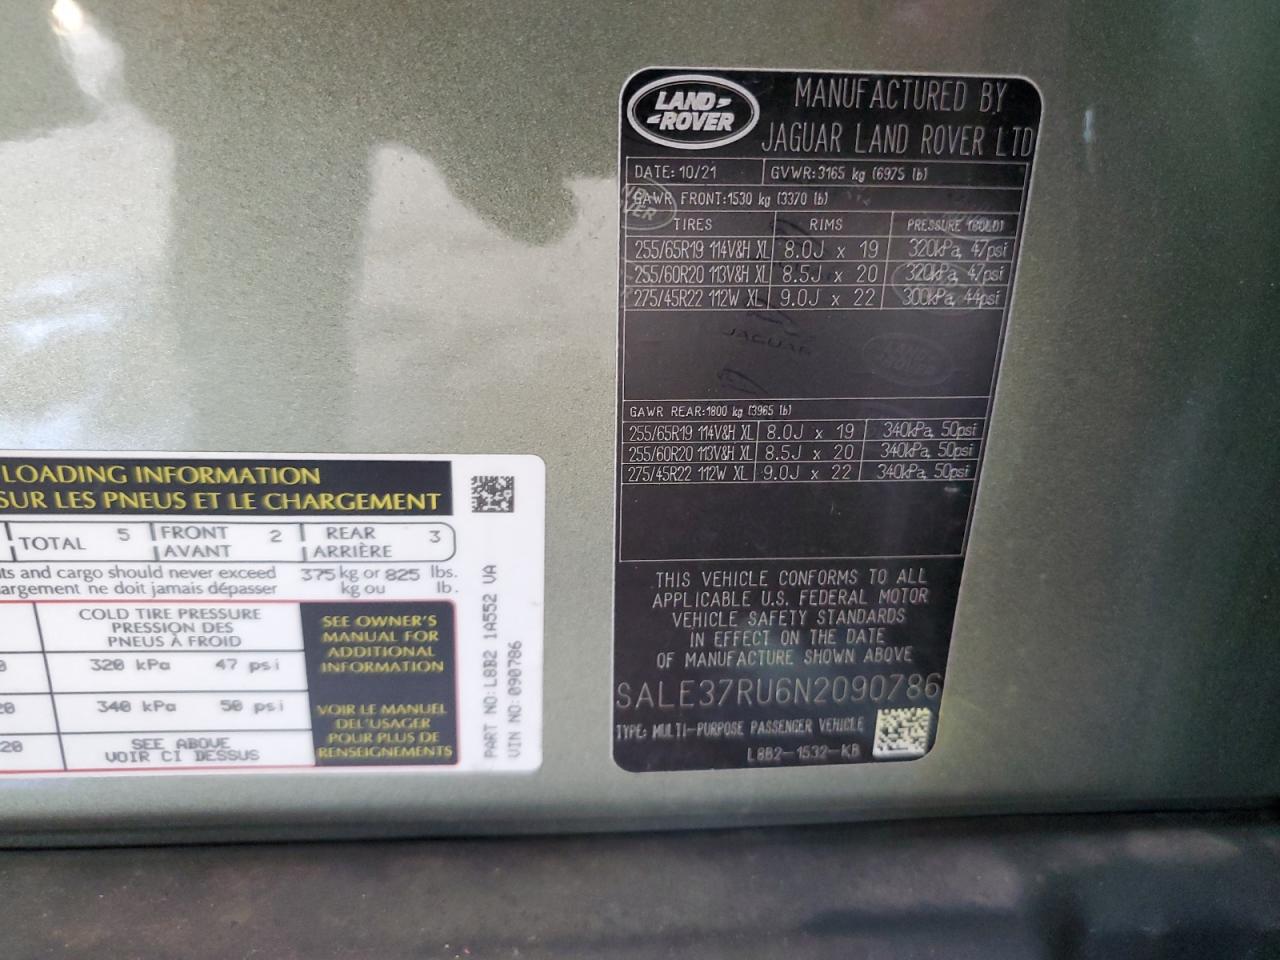 LOADING INFORMATION
SUR LES PNEUS ET LE CHARGEMENT
TOTAL 5 FRONT 2 REAR 3
AVANT ARRIÈRE
and cargo should never exceed 375 kg or 825 lbs.
ne doit jamais dépasser kg ou lb.
COLD TIRE PRESSURE
PRESSION DES
PNEUS À FROID
320 kPa 47 psi
340 kPa 50 psi
20 SEE ABOVE
VOIR CI DESSUS
SEE OWNER'S
MANUAL FOR
ADDITIONAL
INFORMATION
VOIR LE MANUEL
DEL'USAGER
POUR PLUS DE
RENSEIGNEMENTS
PART NO: L8B2 1A552 VA
VIN NO: 090786
LAND
ROVER
MANUFACTURED BY
JAGUAR LAND ROVER LTD
DATE: 10/21 GVWR: 3165 kg (6975 lb)
GAWR FRONT: 1530 kg (3370 lb)
TIRES RIMS PRESSURE (COLD)
255/65R19 114V&H XL 8.0J x 19 320kPa, 47psi
255/60R20 113V&H XL 8.5J x 20 320kPa, 47psi
275/45R22 112W XL 9.0J x 22 300kPa, 44psi
JAGUAR
GAWR REAR: 1800 kg (3965 lb)
255/65R19 114V&H XL 8.0J x 19 340kPa, 50psi
255/60R20 113V&H XL 8.5J x 20 340kPa, 50psi
275/45R22 112W XL 9.0J x 22 340kPa, 50psi
THIS VEHICLE CONFORMS TO ALL
APPLICABLE U.S. FEDERAL MOTOR
VEHICLE SAFETY STANDARDS
IN EFFECT ON THE DATE
OF MANUFACTURE SHOWN ABOVE
SALE37RU6N2090786
TYPE: MULTI-PURPOSE PASSENGER VEHICLE
L8B2-1532-KB